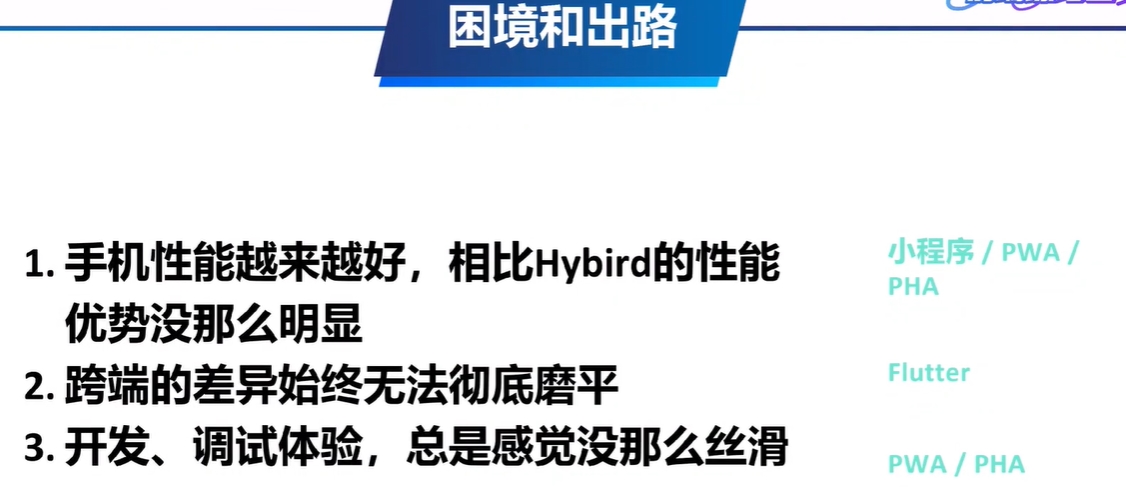 困境和出路
1. 手机性能越来越好，相比Hybird的性能
优势没那么明显
小程序 / PWA /
PHA
2. 跨端的差异始终无法彻底磨平
Flutter
3. 开发、调试体验，总是感觉没那么丝滑
PWA / PHA